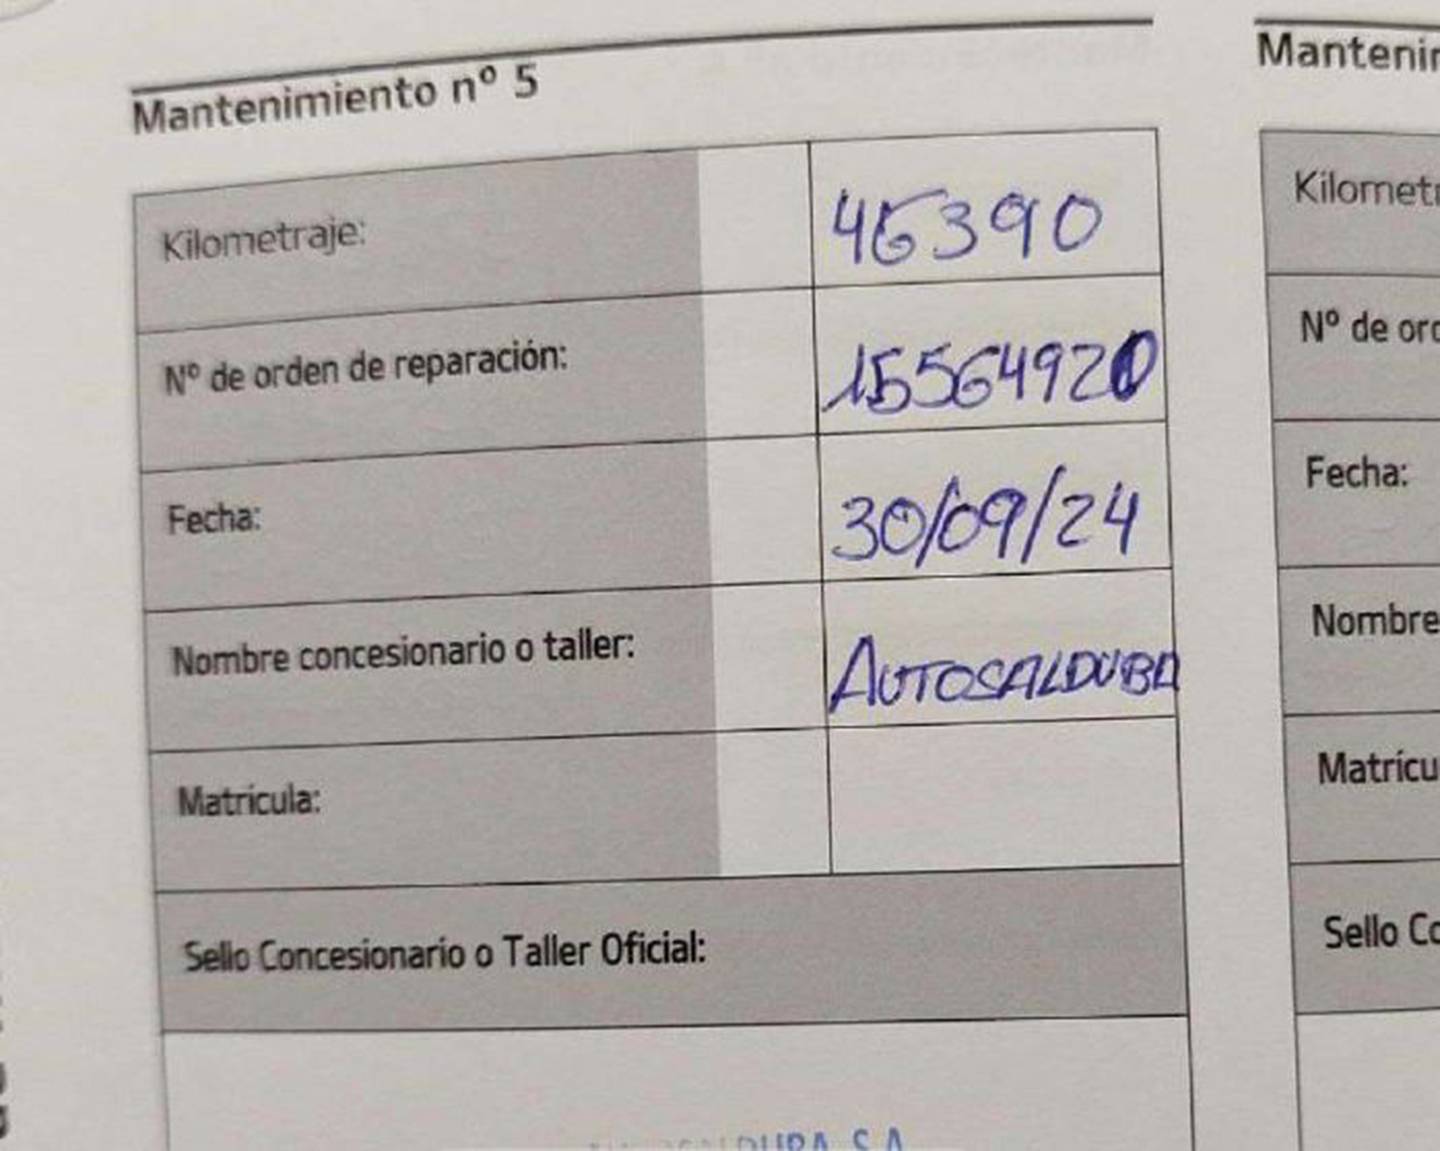 Mantenimiento nº 5
Kilometraje: 46390
Nº de orden de reparación: 15564920
Fecha: 30/09/24
Nombre concesionario o taller: AUTOSALDUBA
Matrícula:
Sello Concesionario o Taller Oficial:
S.A.
Mantenim
Kilometr
Nº de ord
Fecha:
Nombre
Matrícu
Sello Co